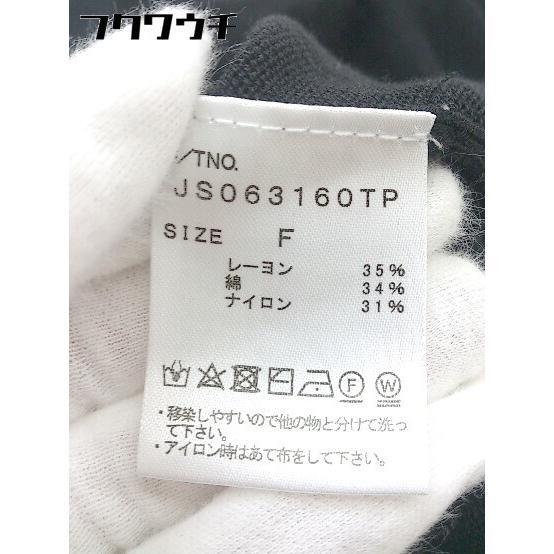 フクワウチ
/TNO.
JS063160TP
SIZE F
レーヨン 35%
綿 34%
ナイロン 31%
F W
・移染しやすいので他の物と分けて洗っ
て下さい。
・アイロン時はあて布をして下さい。